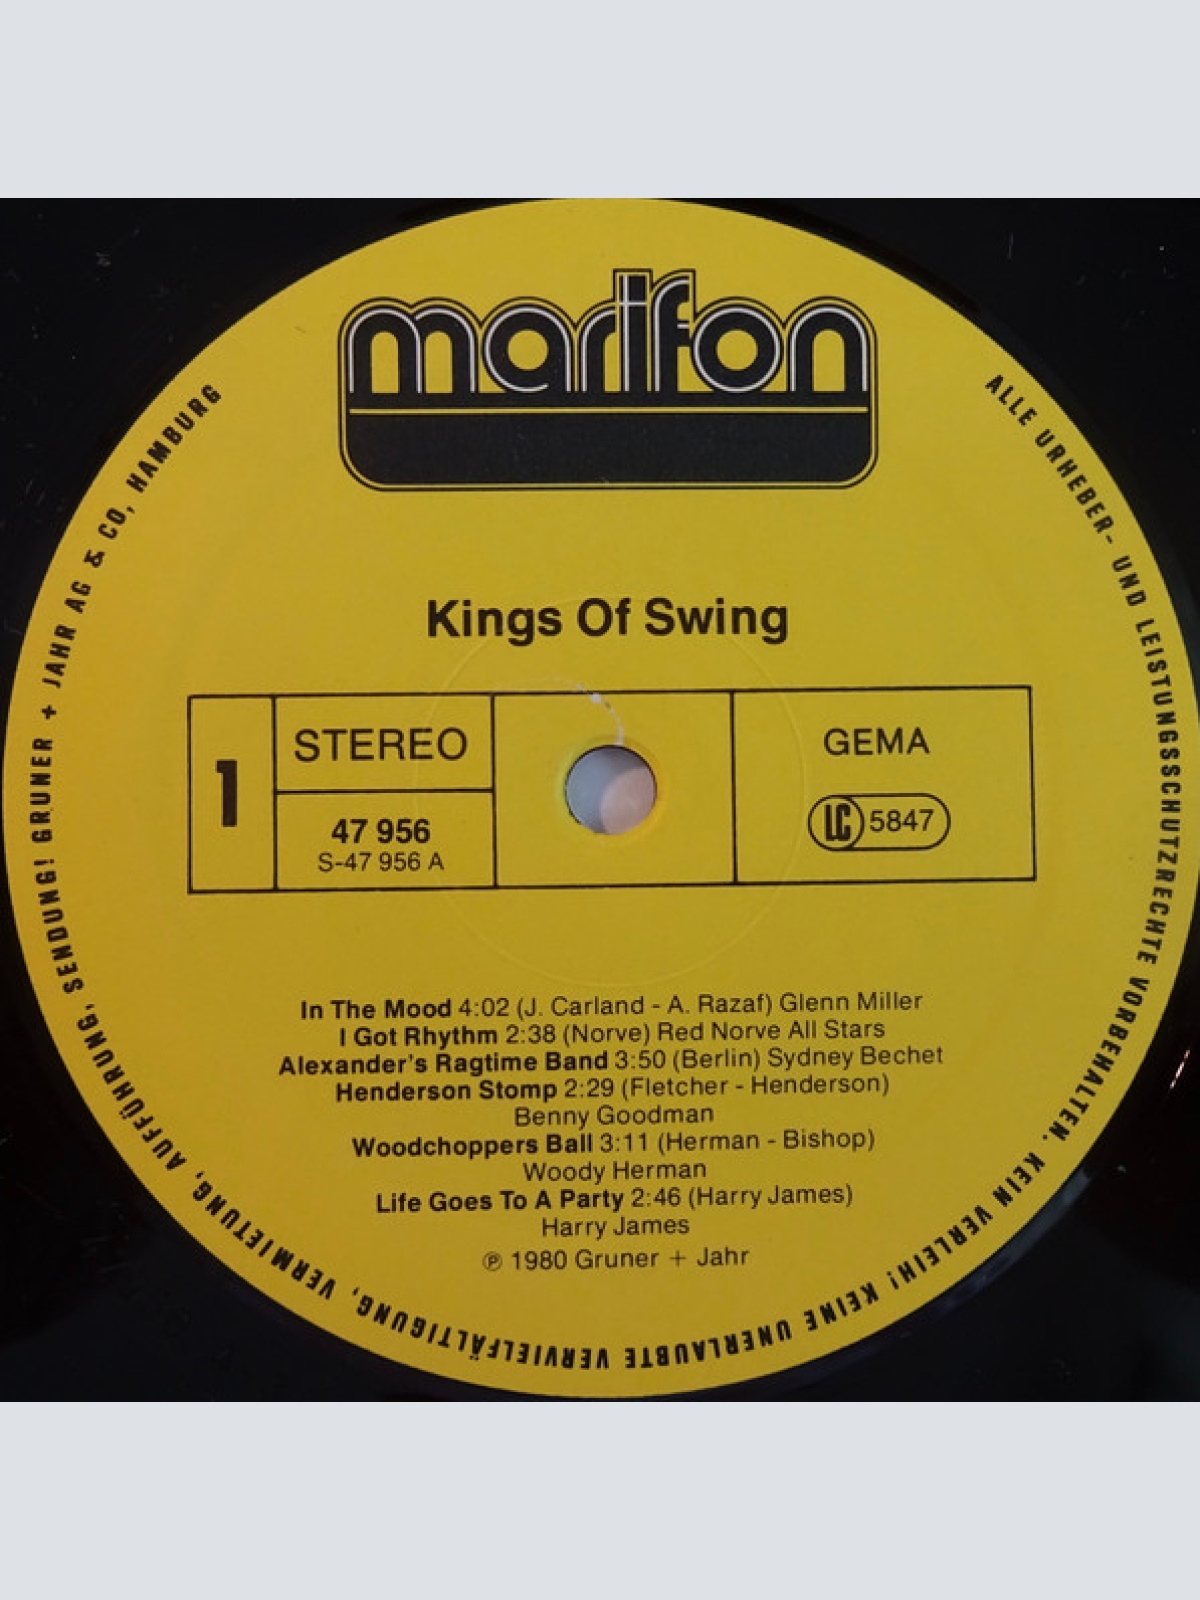 marifon
Kings Of Swing
1
STEREO
47 956
S-47 956 A
GEMA
LC 5847
In The Mood 4:02 (J. Carland - A. Razaf) Glenn Miller
I Got Rhythm 2:38 (Norve) Red Norve All Stars
Alexander's Ragtime Band 3:50 (Berlin) Sydney Bechet
Henderson Stomp 2:29 (Fletcher - Henderson)
Benny Goodman
Woodchoppers Ball 3:11 (Herman - Bishop)
Woody Herman
Life Goes To A Party 2:46 (Harry James)
Harry James
℗ 1980 Gruner + Jahr
ALLE URHEBER- UND LEISTUNGSSCHUTZRECHTE VORBEHALTEN. KEIN VERLEIH! KEINE UNERLAUBTE VERVIELFÄLTIGUNG, VERMIETUNG, AUFFÜHRUNG, SENDUNG! GRUNER + JAHR AG & CO, HAMBURG